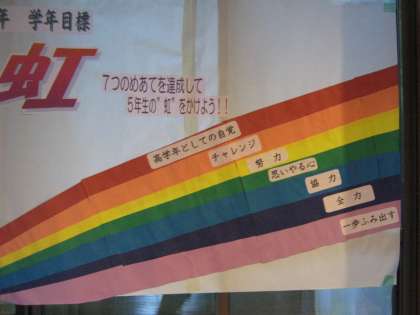 年 学年目標
虹
7つのめあてを達成して
5年生の"虹"をかけよう!!
高学年としての自覚
チャレンジ
努力
思いやる心
協力
全力
一歩ふみ出す